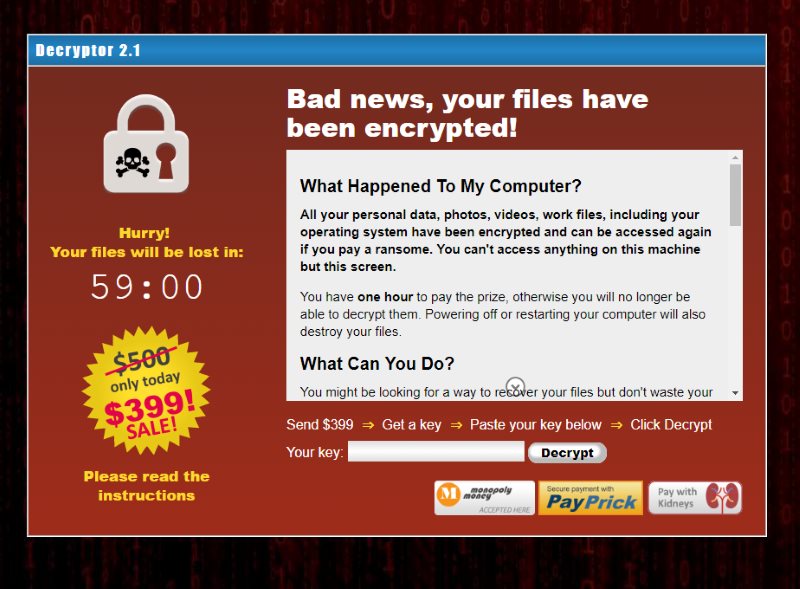 Decryptor 2.1
Bad news, your files have
been encrypted!
What Happened To My Computer?
All your personal data, photos, videos, work files, including your
operating system have been encrypted and can be accessed again
if you pay a ransome. You can't access anything on this machine
but this screen.
You have one hour to pay the prize, otherwise you will no longer be
able to decrypt them. Powering off or restarting your computer will also
destroy your files.
What Can You Do?
You might be looking for a way to recover your files but don't waste your
Hurry!
Your files will be lost in:
59:00
$500
only today
$399!
SALE!
Please read the
instructions
Send $399 ⇒ Get a key ⇒ Paste your key below ⇒ Click Decrypt
Your key: Decrypt
M monopoly
money
ACCEPTED HERE
Secure payment with
PayPrick
Pay with
Kidneys